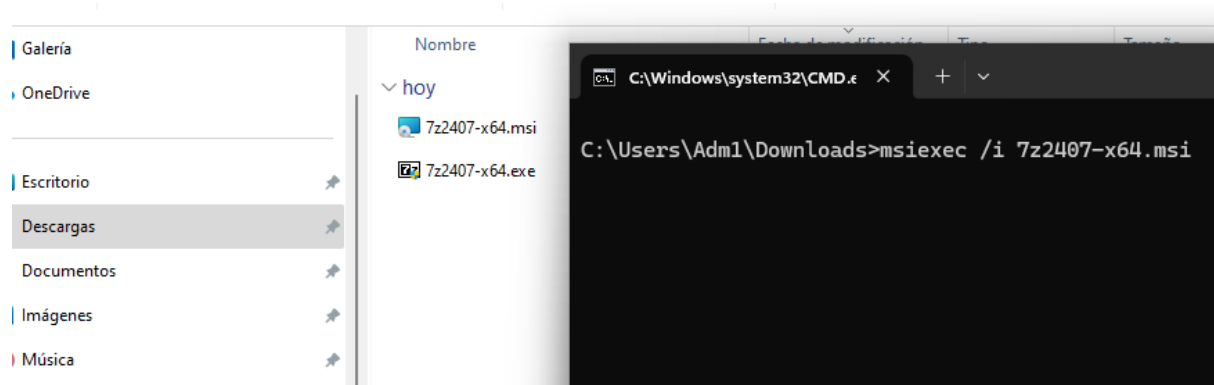 Galería
OneDrive
Escritorio
Descargas
Documentos
Imágenes
Música
Nombre
hoy
7z2407-x64.msi
7z2407-x64.exe
C:\Windows\system32\CMD.e
C:\Users\Adm1\Downloads>msiexec /i 7z2407-x64.msi